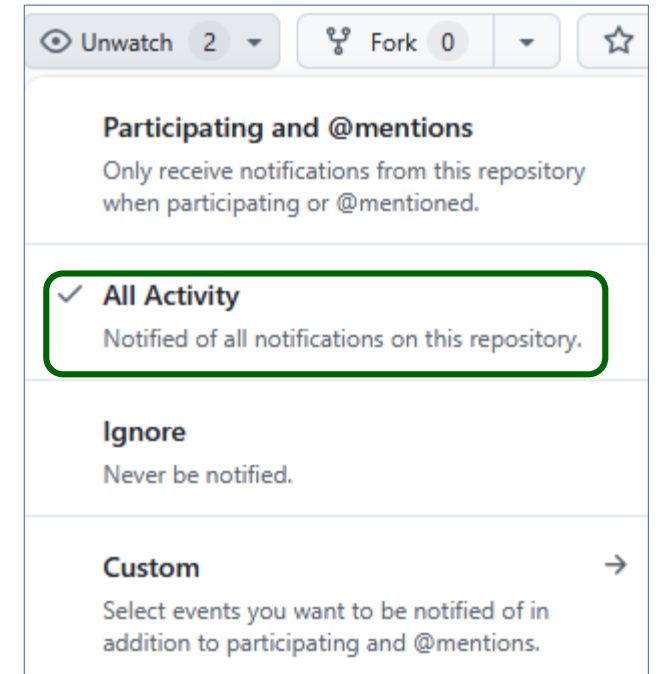 Unwatch 2 Fork 0
Participating and @mentions
Only receive notifications from this repository
when participating or @mentioned.
All Activity
Notified of all notifications on this repository.
Ignore
Never be notified.
Custom
Select events you want to be notified of in
addition to participating and @mentions.